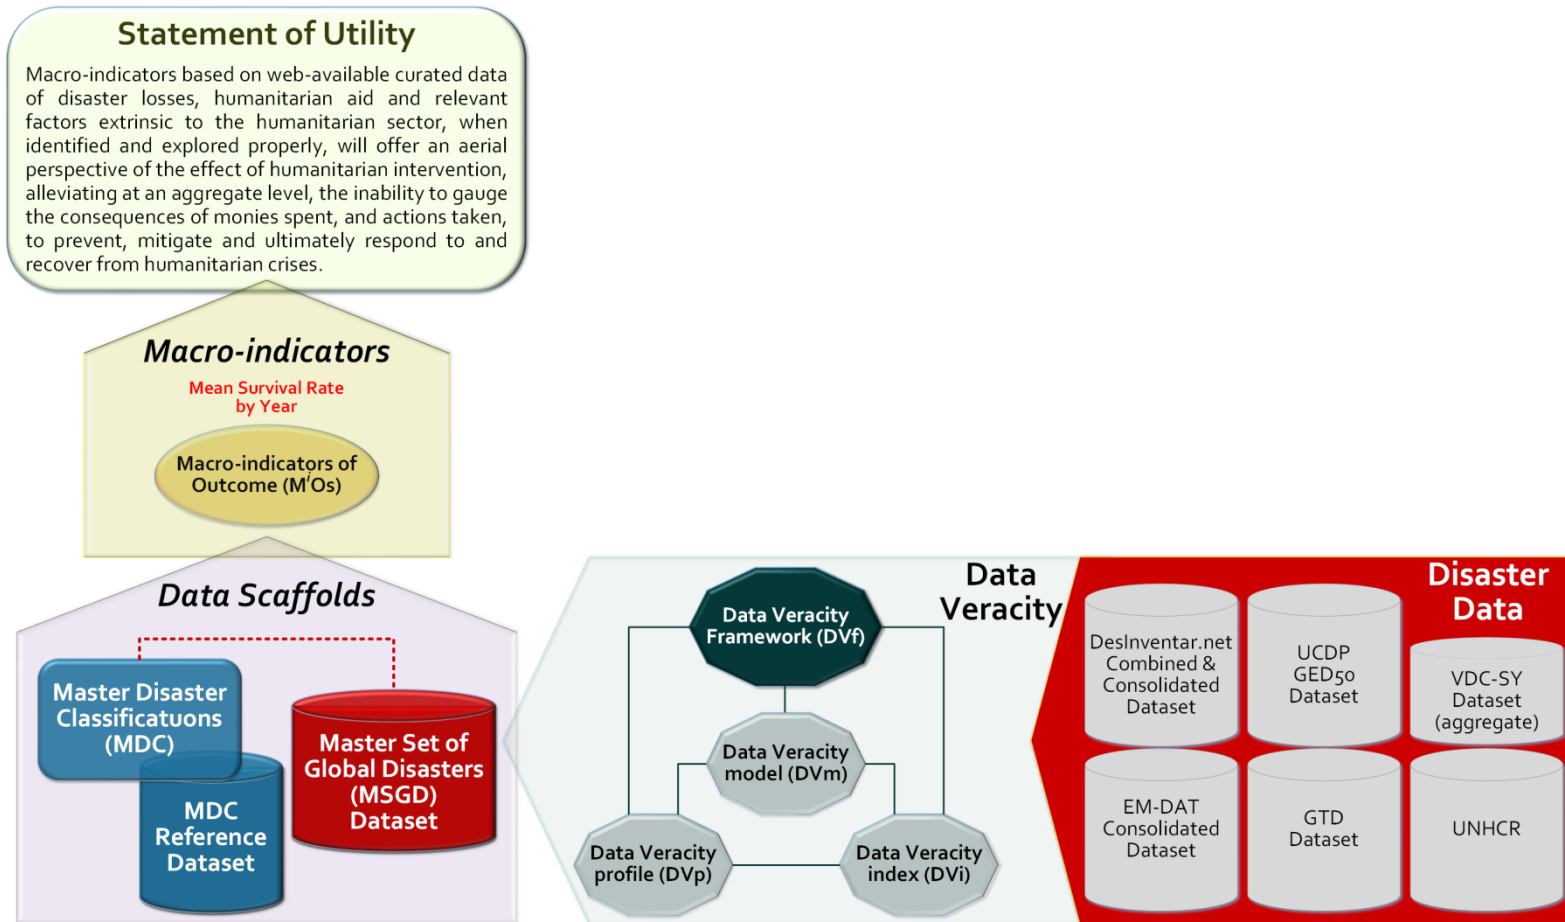 Statement of Utility
Macro-indicators based on web-available curated data
of disaster losses, humanitarian aid and relevant
factors extrinsic to the humanitarian sector, when
identified and explored properly, will offer an aerial
perspective of the effect of humanitarian intervention,
alleviating at an aggregate level, the inability to gauge
the consequences of monies spent, and actions taken,
to prevent, mitigate and ultimately respond to and
recover from humanitarian crises.
Macro-indicators
Mean Survival Rate
by Year
Macro-indicators of
Outcome (MⁱOs)
Data Scaffolds
Master Disaster
Classificatuons
(MDC)
MDC
Reference
Dataset
Master Set of
Global Disasters
(MSGD)
Dataset
Data
Veracity
Data Veracity
Framework (DVf)
Data Veracity
model (DVm)
Data Veracity
profile (DVp)
Data Veracity
index (DVi)
Disaster
Data
DesInventar.net
Combined &
Consolidated
Dataset
UCDP
GED50
Dataset
VDC-SY
Dataset
(aggregate)
EM-DAT
Consolidated
Dataset
GTD
Dataset
UNHCR